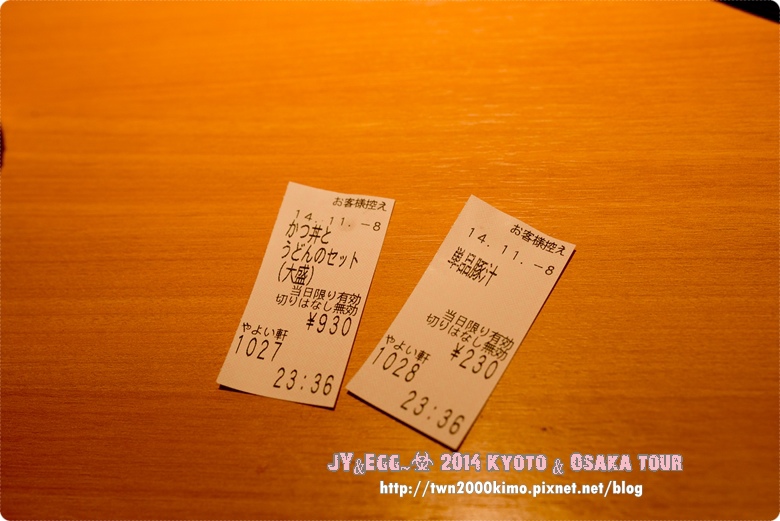 お客様控え
14.11.-8
かつ丼と
うどんのセット
(大盛)
当日限り有効
切りはなし無効
¥930
やよい軒
1027
23:36
お客様控え
14.11.-8
単品豚汁
当日限り有効
切りはなし無効
¥230
やよい軒
1028
23:36
JY&EGG~☣ 2014 KYOTO & OSAKA TOUR
http://twn2000kimo.pixnet.net/blog